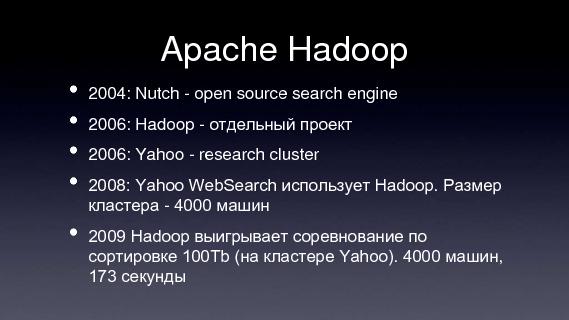 Apache Hadoop
• 2004: Nutch - open source search engine
• 2006: Hadoop - отдельный проект
• 2006: Yahoo - research cluster
• 2008: Yahoo WebSearch использует Hadoop. Размер
кластера - 4000 машин
• 2009 Hadoop выигрывает соревнование по
сортировке 100Tb (на кластере Yahoo). 4000 машин,
173 секунды